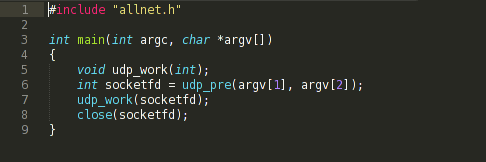 1 #include "allnet.h"
2
3 int main(int argc, char *argv[])
4 {
5     void udp_work(int);
6     int socketfd = udp_pre(argv[1], argv[2]);
7     udp_work(socketfd);
8     close(socketfd);
9 }